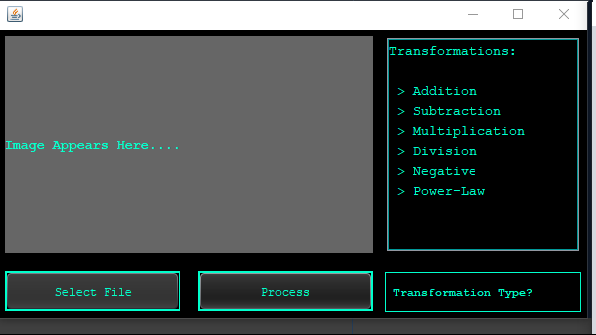 Image Appears Here....
Transformations:
> Addition
> Subtraction
> Multiplication
> Division
> Negative
> Power-Law
Select File
Process
Transformation Type?